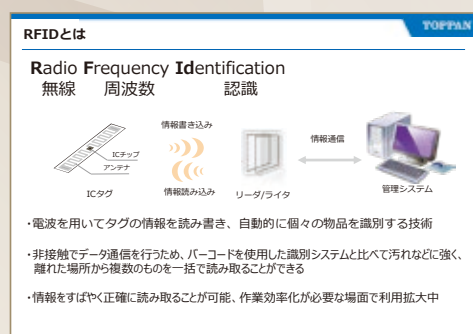 RFIDとは
TOPPAN
Radio Frequency Identification
無線 周波数 認識
情報書き込み
情報通信
ICチップ
アンテナ
ICタグ
情報読み込み
リーダ/ライタ
管理システム
・電波を用いてタグの情報を読み書き、自動的に個々の物品を識別する技術
・非接触でデータ通信を行うため、バーコードを使用した識別システムと比べて汚れなどに強く、
離れた場所から複数のものを一括で読み取ることができる
・情報をすばやく正確に読み取ることが可能、作業効率化が必要な場面で利用拡大中